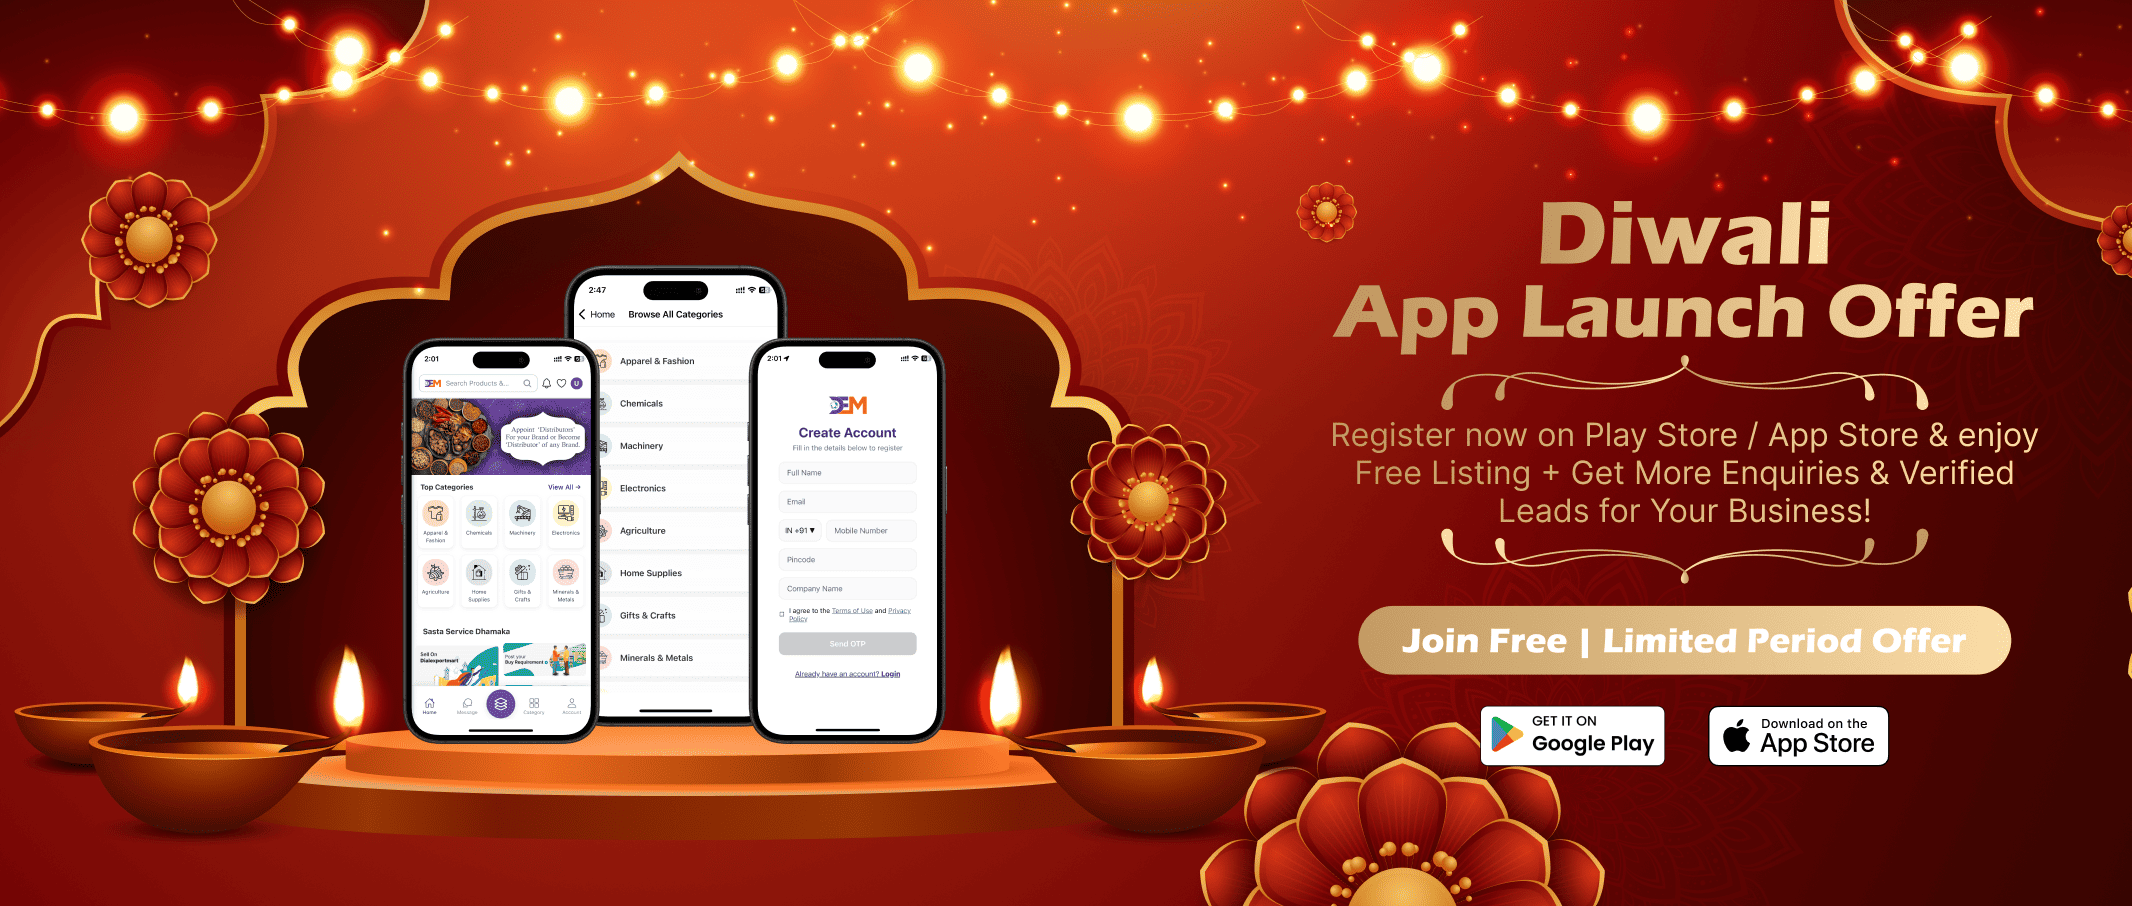 Diwali
App Launch Offer
Register now on Play Store / App Store & enjoy
Free Listing + Get More Enquiries & Verified
Leads for Your Business!
Join Free | Limited Period Offer
GET IT ON
Google Play
Download on the
App Store
2:47
Home
Browse All Categories
Apparel & Fashion
Chemicals
Machinery
Electronics
Agriculture
Home Supplies
Gifts & Crafts
Minerals & Metals
2:01
DEM
Search Products &...
U
Appoint 'Distributors'
For your Brand or Become
'Distributor' of any Brand.
Top Categories
View All →
Apparel &
Fashion
Chemicals
Machinery
Electronics
Agriculture
Home
Supplies
Gifts &
Crafts
Minerals &
Metals
Sasta Service Dhamaka
Sell On
Dialexportmart
Post your
Buy Requirement
Home
Message
Category
Account
2:01
DEM
Create Account
Fill in the details below to register
Full Name
Email
IN +91 ▼
Mobile Number
Pincode
Company Name
I agree to the Terms of Use and Privacy
Policy
Send OTP
Already have an account? Login